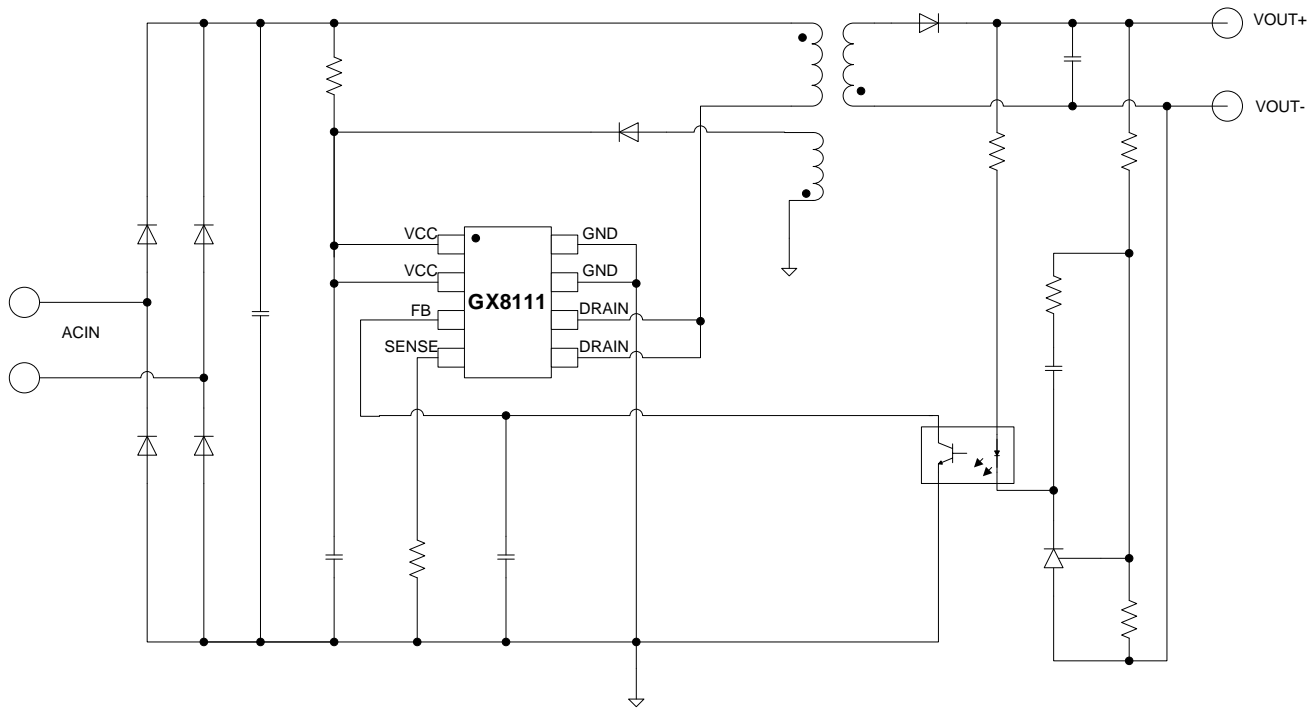 VOUT+
VOUT-
VCC
GND
VCC
GND
GX8111
FB
DRAIN
ACIN
SENSE
DRAIN